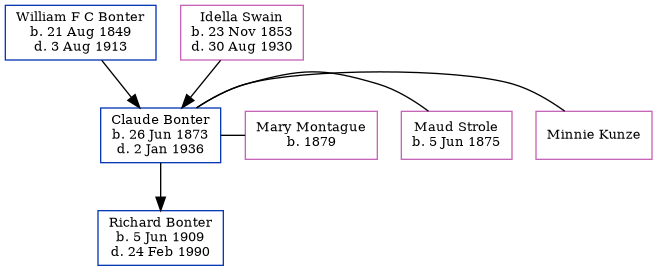 William F C Bonter
b. 21 Aug 1849
d. 3 Aug 1913
Idella Swain
b. 23 Nov 1853
d. 30 Aug 1930
Claude Bonter
b. 26 Jun 1873
d. 2 Jan 1936
Mary Montague
b. 1879
Maud Strole
b. 5 Jun 1875
Minnie Kunze
Richard Bonter
b. 5 Jun 1909
d. 24 Feb 1990